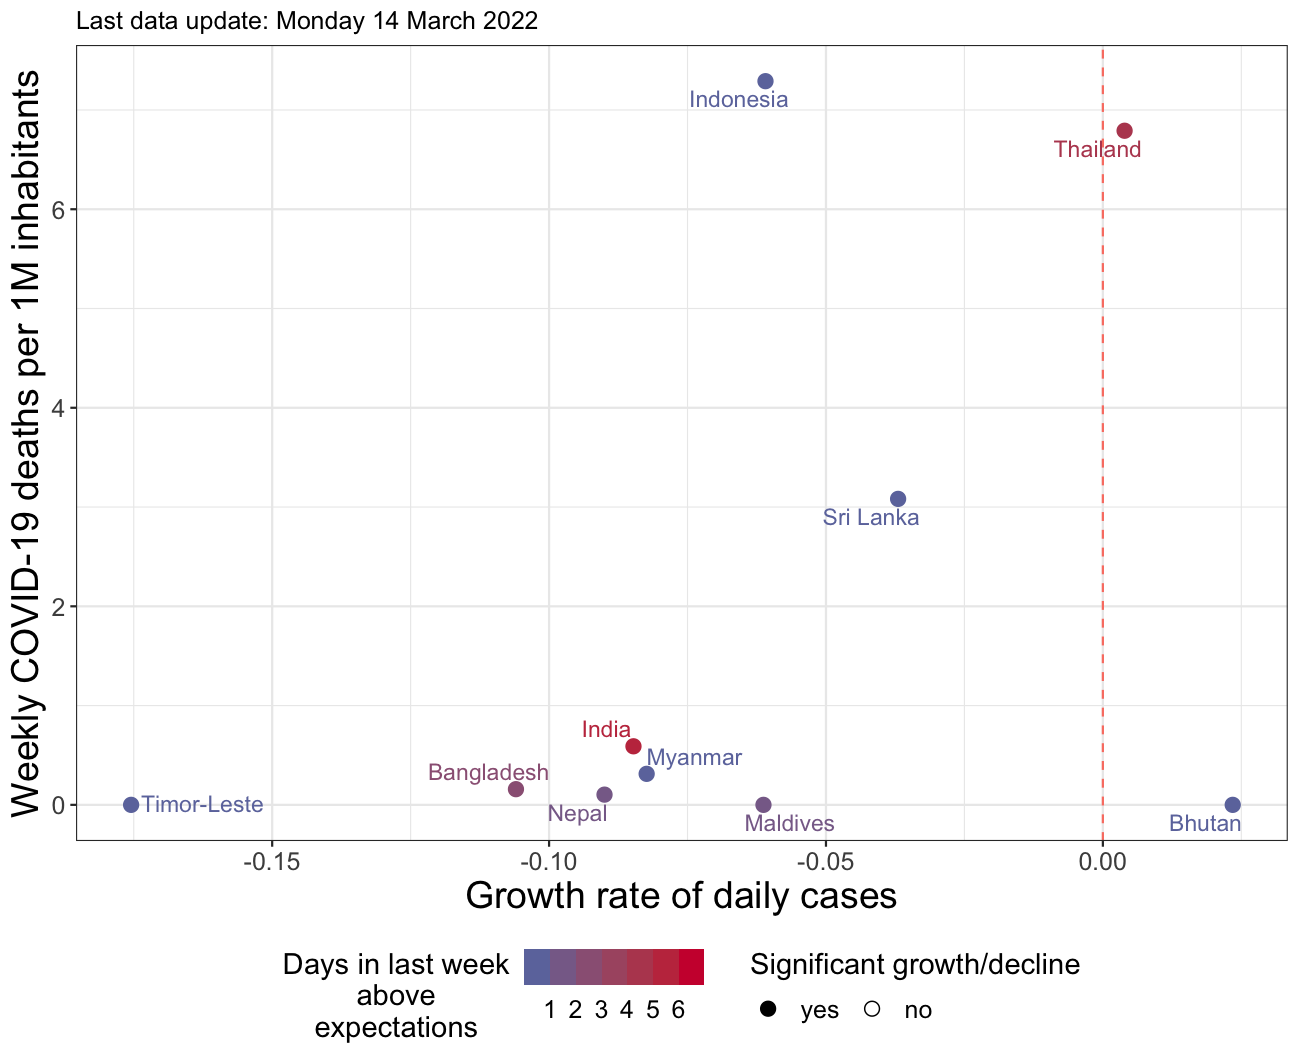 Last data update: Monday 14 March 2022
Weekly COVID-19 deaths per 1M inhabitants
Indonesia
Thailand
6
4
Sri Lanka
2
India
Myanmar
Bangladesh
0
Timor-Leste
Nepal
Maldives
Bhutan
-0.15 -0.10 -0.05 0.00
Growth rate of daily cases
Days in last week
above
expectations
1 2 3 4 5 6
Significant growth/decline
yes no